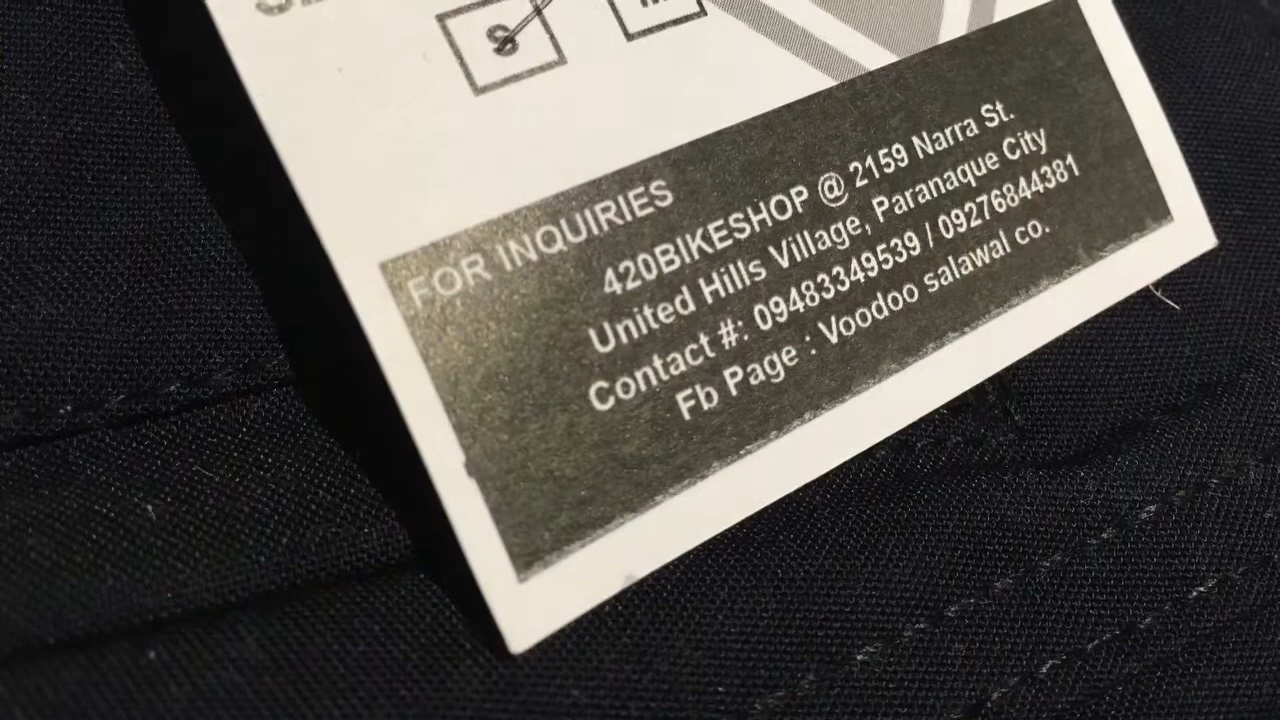 S
FOR INQUIRIES
420BIKESHOP @ 2159 Narra St.
United Hills Village, Paranaque City
Contact #: 09483349539 / 09276844381
Fb Page : Voodoo salawal co.